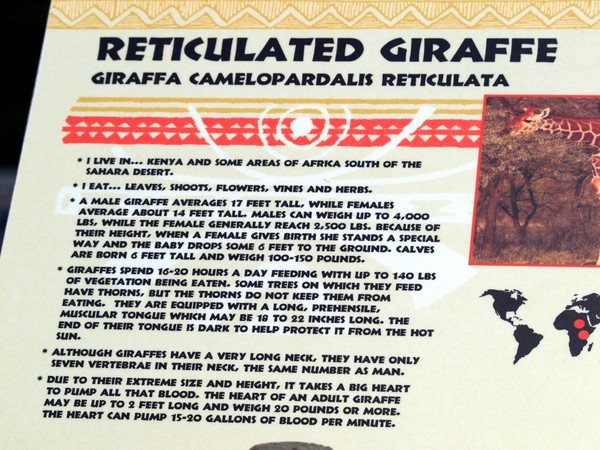 RETICULATED GIRAFFE
GIRAFFA CAMELOPARDALIS RETICULATA
* I LIVE IN... KENYA AND SOME AREAS OF AFRIKA SOUTH OF THE
SAHARA DESERT.
* I EAT... LEAVES, SHOOTS, FLOWERS, VINES AND HERBS.
* A MALE GIRAFFE AVERAGES 17 FEET TALL, WHILE FEMALES
AVERAGE ABOUT 14 FEET TALL. MALES CAN WEIGH UP TO 4,000
LBS, WHILE THE FEMALE GENERALLY REACH 2,500 LBS. BECAUSE OF
THEIR HEIGHT, WHEN A FEMALE GIVES BIRTH SHE STANDS A SPECIAL
WAY AND THE BABY DROPS SOME 6 FEET TO THE GROUND. CALVES
ARE BORN 6 FEET TALL AND WEIGH 100-150 POUNDS.
* GIRAFFES SPEND 16-20 HOURS A DAY FEEDING WITH UP TO 140 LBS
OF VEGETATION BEING EATEN. SOME TREES ON WHICH THEY FEED
HAVE THORNS, BUT THE THORNS DO NOT KEEP THEM FROM
EATING. THEY ARE EQUIPPED WITH A LONG, PREHENSILE,
MUSCULAR TONGUE WHICH MAY BE 18 TO 22 INCHES LONG. THE
END OF THEIR TONGUE IS DARK TO HELP PROTECT IT FROM THE HOT
SUN.
* ALTHOUGH GIRAFFES HAVE A VERY LONG NECK, THEY HAVE ONLY
SEVEN VERTEBRAE IN THEIR NECK, THE SAME NUMBER AS MAN.
* DUE TO THEIR EXTREME SIZE AND HEIGHT, IT TAKES A BIG HEART
TO PUMP ALL THAT BLOOD. THE HEART OF AN ADULT GIRAFFE
MAY BE UP TO 2 FEET LONG AND WEIGH 20 POUNDS OR MORE.
THE HEART CAN PUMP 15-20 GALLONS OF BLOOD PER MINUTE.